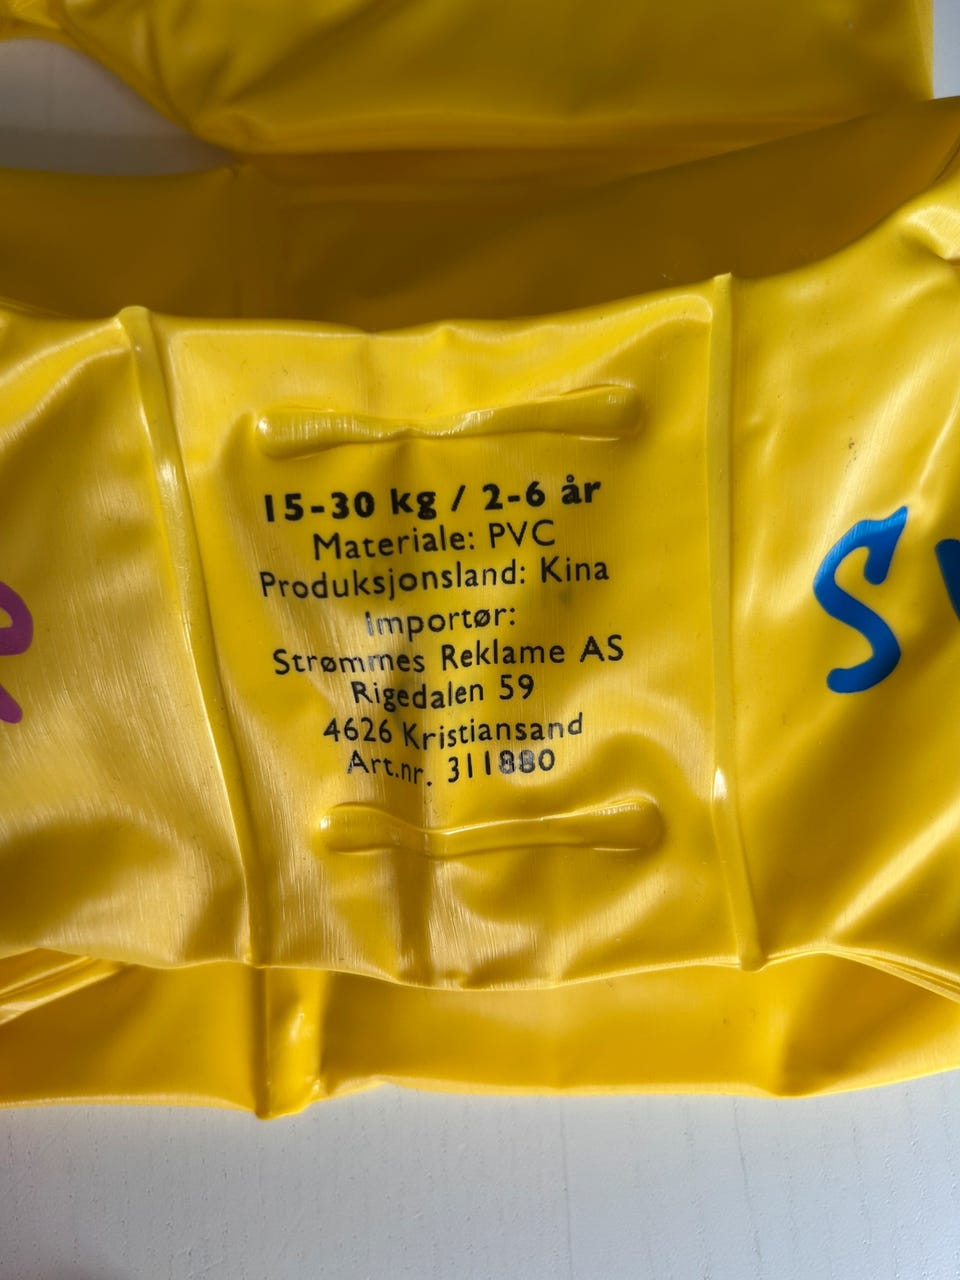 15-30 kg / 2-6 år
Materiale: PVC
Produksjonsland: Kina
Importør:
Strømmes Reklame AS
Rigedalen 59
4626 Kristiansand
Art.nr. 311880
S